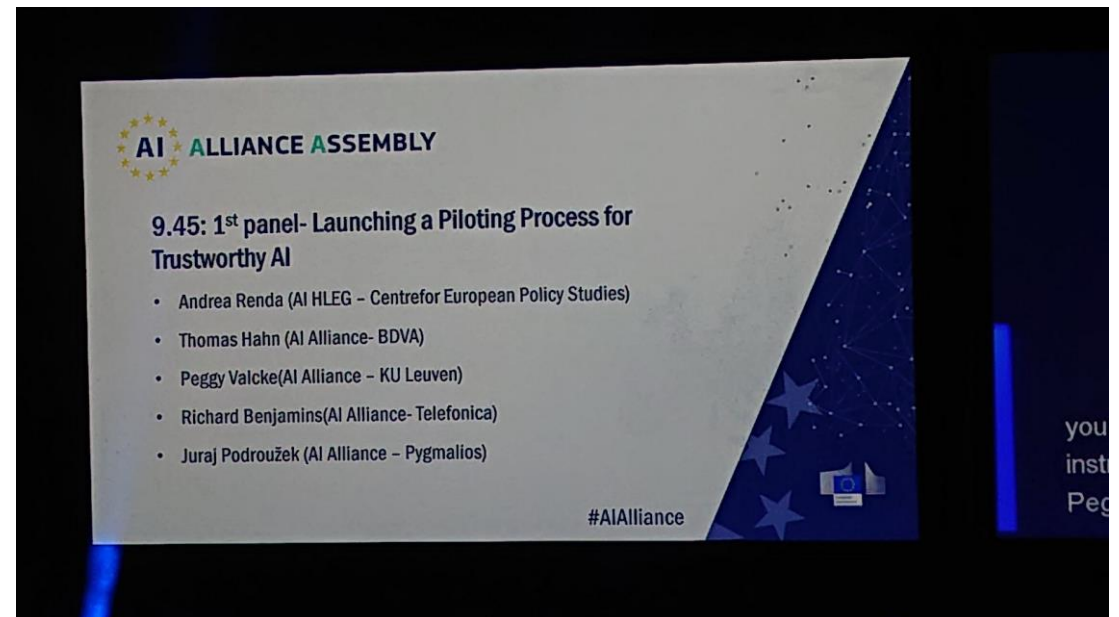 AI ALLIANCE ASSEMBLY
9.45: 1st panel- Launching a Piloting Process for
Trustworthy AI
• Andrea Renda (AI HLEG – Centrefor European Policy Studies)
• Thomas Hahn (AI Alliance- BDVA)
• Peggy Valcke(AI Alliance – KU Leuven)
• Richard Benjamins(AI Alliance- Telefonica)
• Juraj Podroužek (AI Alliance – Pygmalios)
#AIAlliance
you